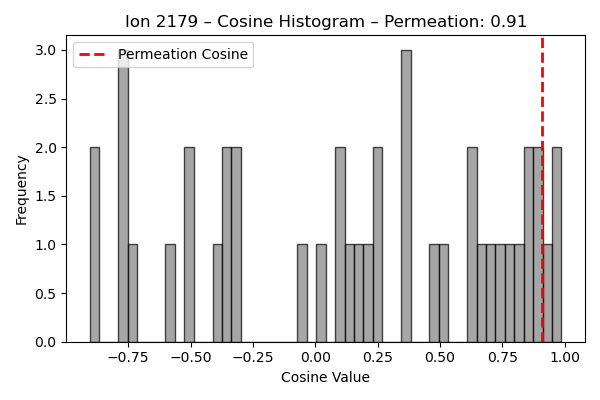 Ion 2179 – Cosine Histogram – Permeation: 0.91
Permeation Cosine
Frequency
3.0
2.5
2.0
1.5
1.0
0.5
0.0
−0.75 −0.50 −0.25 0.00 0.25 0.50 0.75 1.00
Cosine Value